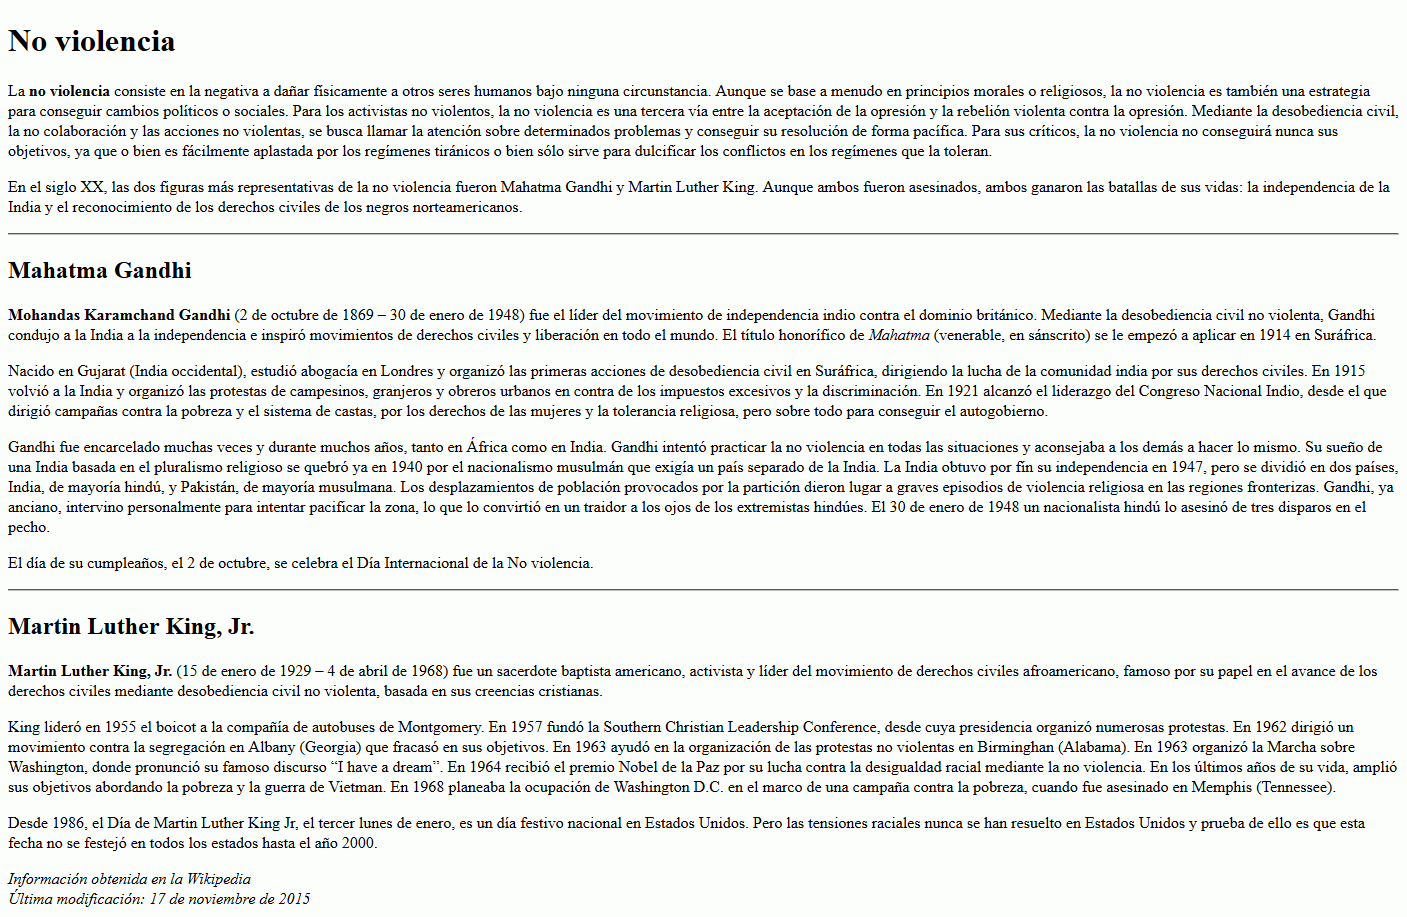 No violencia
La no violencia consiste en la negativa a dañar físicamente a otros seres humanos bajo ninguna circunstancia. Aunque se base a menudo en principios morales o religiosos, la no violencia es también una estrategia
para conseguir cambios políticos o sociales. Para los activistas no violentos, la no violencia es una tercera vía entre la aceptación de la opresión y la rebelión violenta contra la opresión. Mediante la desobediencia civil,
la no colaboración y las acciones no violentas, se busca llamar la atención sobre determinados problemas y conseguir su resolución de forma pacífica. Para sus críticos, la no violencia no conseguirá nunca sus
objetivos, ya que o bien es fácilmente aplastada por los regímenes tiránicos o bien sólo sirve para dulcificar los conflictos en los regímenes que la toleran.
En el siglo XX, las dos figuras más representativas de la no violencia fueron Mahatma Gandhi y Martin Luther King. Aunque ambos fueron asesinados, ambos ganaron las batallas de sus vidas: la independencia de la
India y el reconocimiento de los derechos civiles de los negros norteamericanos.
Mahatma Gandhi
Mohandas Karamchand Gandhi (2 de octubre de 1869 – 30 de enero de 1948) fue el líder del movimiento de independencia indio contra el dominio británico. Mediante la desobediencia civil no violenta, Gandhi
condujo a la India a la independencia e inspiró movimientos de derechos civiles y liberación en todo el mundo. El título honorífico de Mahatma (venerable, en sánscrito) se le empezó a aplicar en 1914 en Suráfrica.
Nacido en Gujarat (India occidental), estudió abogacía en Londres y organizó las primeras acciones de desobediencia civil en Suráfrica, dirigiendo la lucha de la comunidad india por sus derechos civiles. En 1915
volvió a la India y organizó las protestas de campesinos, granjeros y obreros urbanos en contra de los impuestos excesivos y la discriminación. En 1921 alcanzó el liderazgo del Congreso Nacional Indio, desde el que
dirigió campañas contra la pobreza y el sistema de castas, por los derechos de las mujeres y la tolerancia religiosa, pero sobre todo para conseguir el autogobierno.
Gandhi fue encarcelado muchas veces y durante muchos años, tanto en África como en India. Gandhi intentó practicar la no violencia en todas las situaciones y aconsejaba a los demás a hacer lo mismo. Su sueño de
una India basada en el pluralismo religioso se quebró ya en 1940 por el nacionalismo musulmán que exigía un país separado de la India. La India obtuvo por fín su independencia en 1947, pero se dividió en dos países,
India, de mayoría hindú, y Pakistán, de mayoría musulmana. Los desplazamientos de población provocados por la partición dieron lugar a graves episodios de violencia religiosa en las regiones fronterizas. Gandhi, ya
anciano, intervino personalmente para intentar pacificar la zona, lo que lo convirtió en un traidor a los ojos de los extremistas hindúes. El 30 de enero de 1948 un nacionalista hindú lo asesinó de tres disparos en el
pecho.
El día de su cumpleaños, el 2 de octubre, se celebra el Día Internacional de la No violencia.
Martin Luther King, Jr.
Martin Luther King, Jr. (15 de enero de 1929 – 4 de abril de 1968) fue un sacerdote baptista americano, activista y líder del movimiento de derechos civiles afroamericano, famoso por su papel en el avance de los
derechos civiles mediante desobediencia civil no violenta, basada en sus creencias cristianas.
King lideró en 1955 el boicot a la compañía de autobuses de Montgomery. En 1957 fundó la Southern Christian Leadership Conference, desde cuya presidencia organizó numerosas protestas. En 1962 dirigió un
movimiento contra la segregación en Albany (Georgia) que fracasó en sus objetivos. En 1963 ayudó en la organización de las protestas no violentas en Birminghan (Alabama). En 1963 organizó la Marcha sobre
Washington, donde pronunció su famoso discurso “I have a dream”. En 1964 recibió el premio Nobel de la Paz por su lucha contra la desigualdad racial mediante la no violencia. En los últimos años de su vida, amplió
sus objetivos abordando la pobreza y la guerra de Vietman. En 1968 planeaba la ocupación de Washington D.C. en el marco de una campaña contra la pobreza, cuando fue asesinado en Memphis (Tennessee).
Desde 1986, el Día de Martin Luther King Jr, el tercer lunes de enero, es un día festivo nacional en Estados Unidos. Pero las tensiones raciales nunca se han resuelto en Estados Unidos y prueba de ello es que esta
fecha no se festejó en todos los estados hasta el año 2000.
Información obtenida en la Wikipedia
Última modificación: 17 de noviembre de 2015